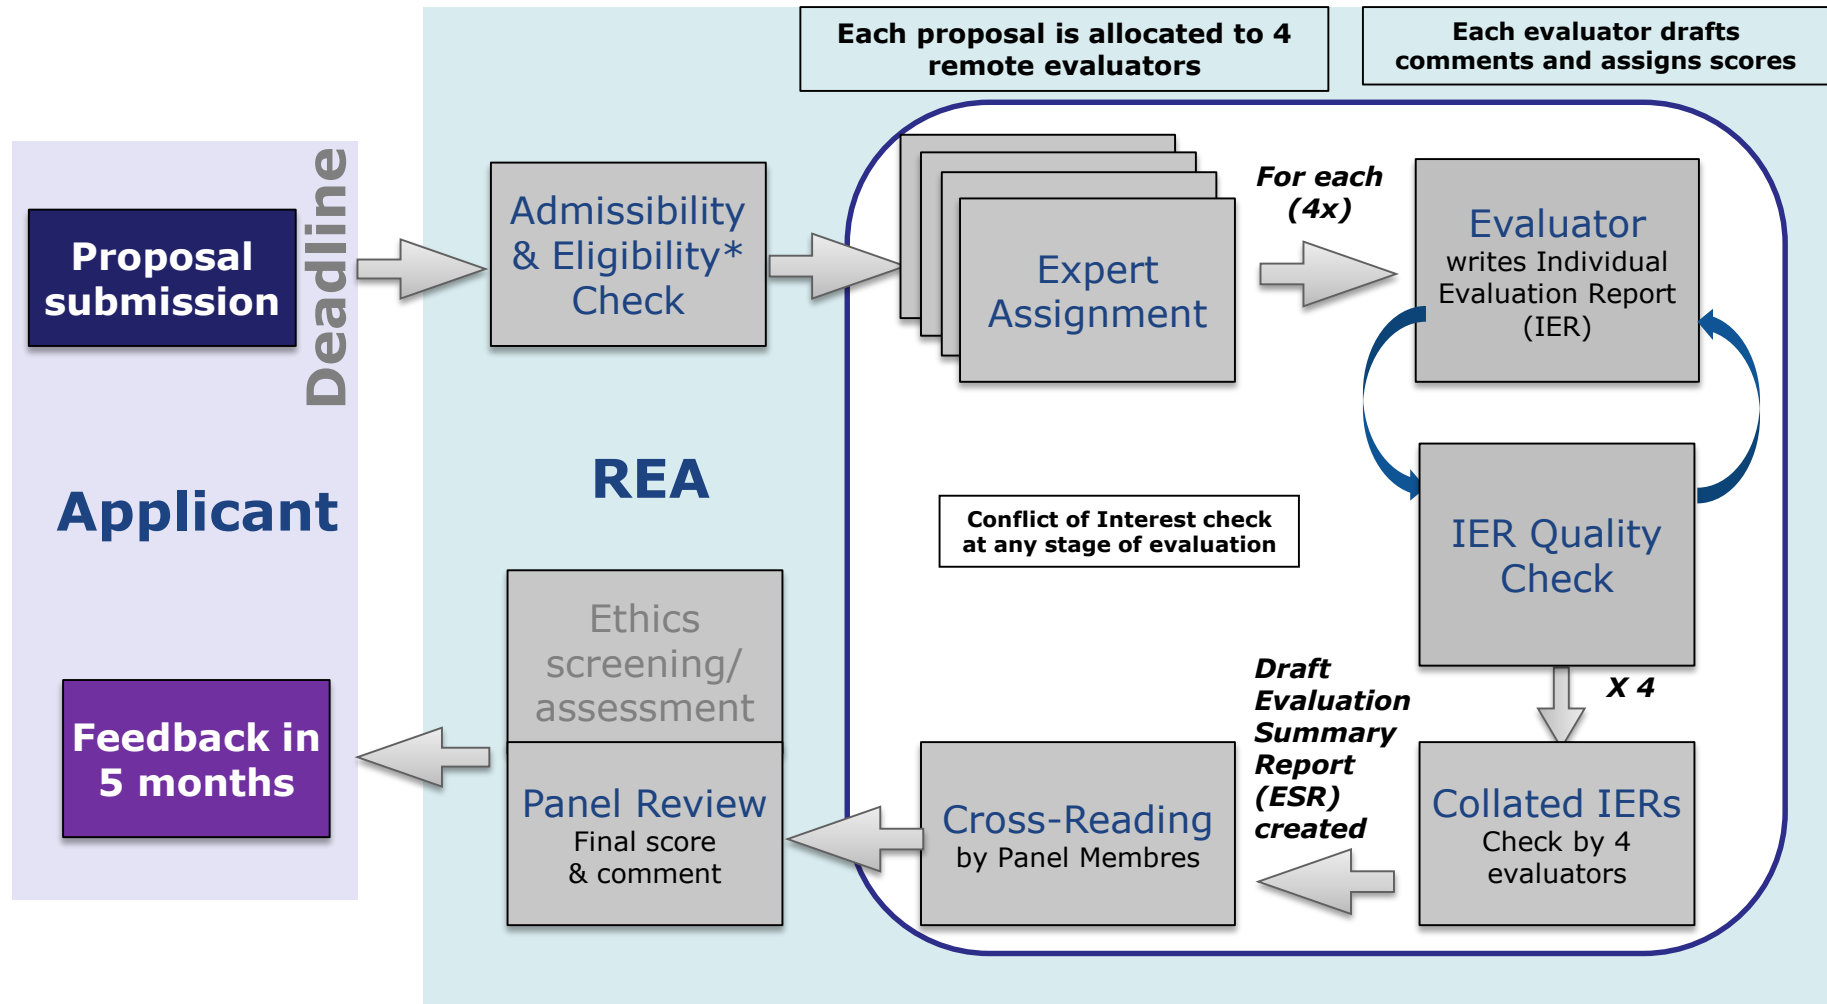 Each proposal is allocated to 4
remote evaluators
Each evaluator drafts
comments and assigns scores
Proposal
submission
Deadline
Admissibility
& Eligibility*
Check
Expert
Assignment
For each
(4x)
Evaluator
writes Individual
Evaluation Report
(IER)
Applicant
REA
Conflict of Interest check
at any stage of evaluation
IER Quality
Check
X 4
Ethics
screening/
assessment
Feedback in
5 months
Panel Review
Final score
& comment
Cross-Reading
by Panel Membres
Draft
Evaluation
Summary
Report
(ESR)
created
Collated IERs
Check by 4
evaluators